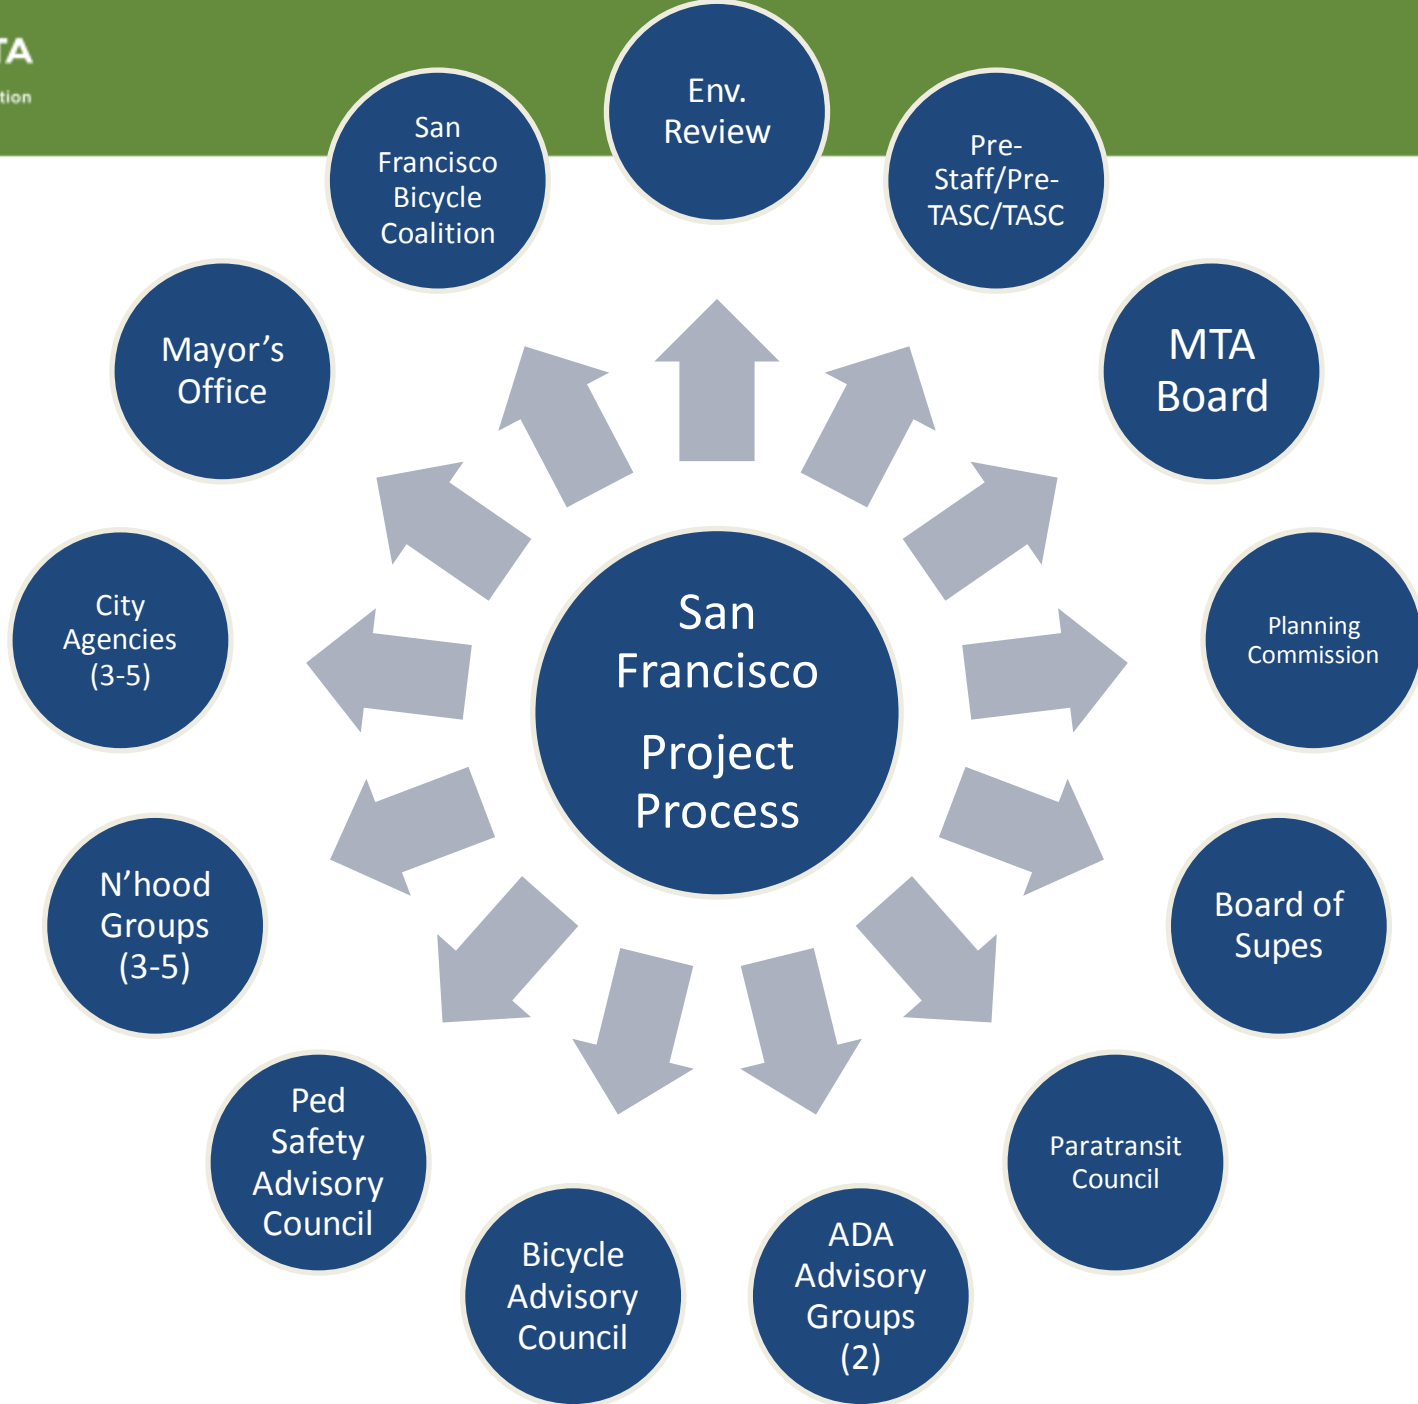 TA
tion
Env.
Review
Pre-
Staff/Pre-
TASC/TASC
MTA
Board
Planning
Commission
Board of
Supes
Paratransit
Council
ADA
Advisory
Groups
(2)
Bicycle
Advisory
Council
Ped
Safety
Advisory
Council
N'hood
Groups
(3-5)
City
Agencies
(3-5)
Mayor's
Office
San
Francisco
Bicycle
Coalition
San
Francisco
Project
Process